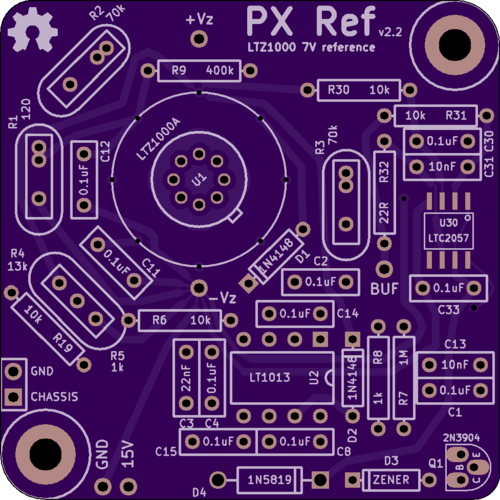 R2 70k
+Vz
PX Ref v2.2
LTZ1000 7V reference
R9 400k
R30 10k
10k R31
R1 120
C12
0.1uF
LTZ1000A
U1
R3 70k
R32
22R
0.1uF
C30
10nF
C31
U30
LTC2057
BUF
0.1uF
C33
R4
13k
0.1uF
C11
1N4148
D1
C2
0.1uF
-Vz
0.1uF
C14
R6 10k
10k R19
R5
1k
GND
CHASSIS
22nF
0.1uF
C3 C4
LT1013 U2
1N4148
D2
R8
1k
1M
R7
C13
10nF
0.1uF
C1
C15
0.1uF
0.1uF
C8
2N3904
Q1
C
B
E
GND
15V
D4
1N5819
D3
ZENER